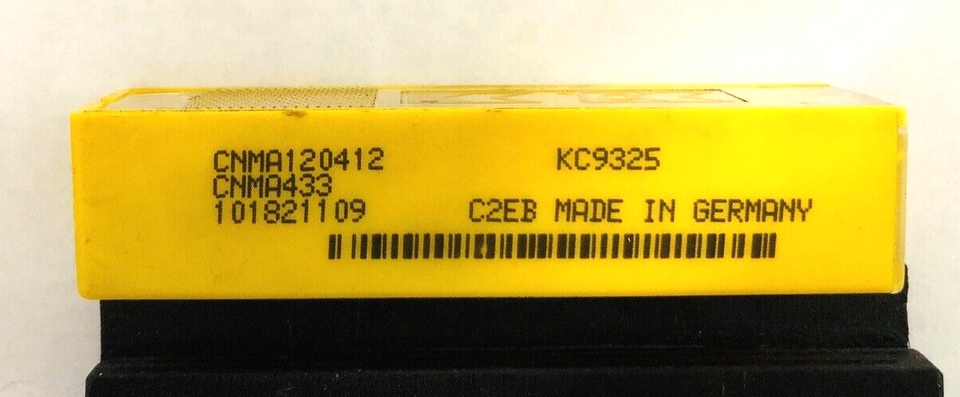 CNMA120412 KC9325
CNMA433
101821109 C2EB MADE IN GERMANY